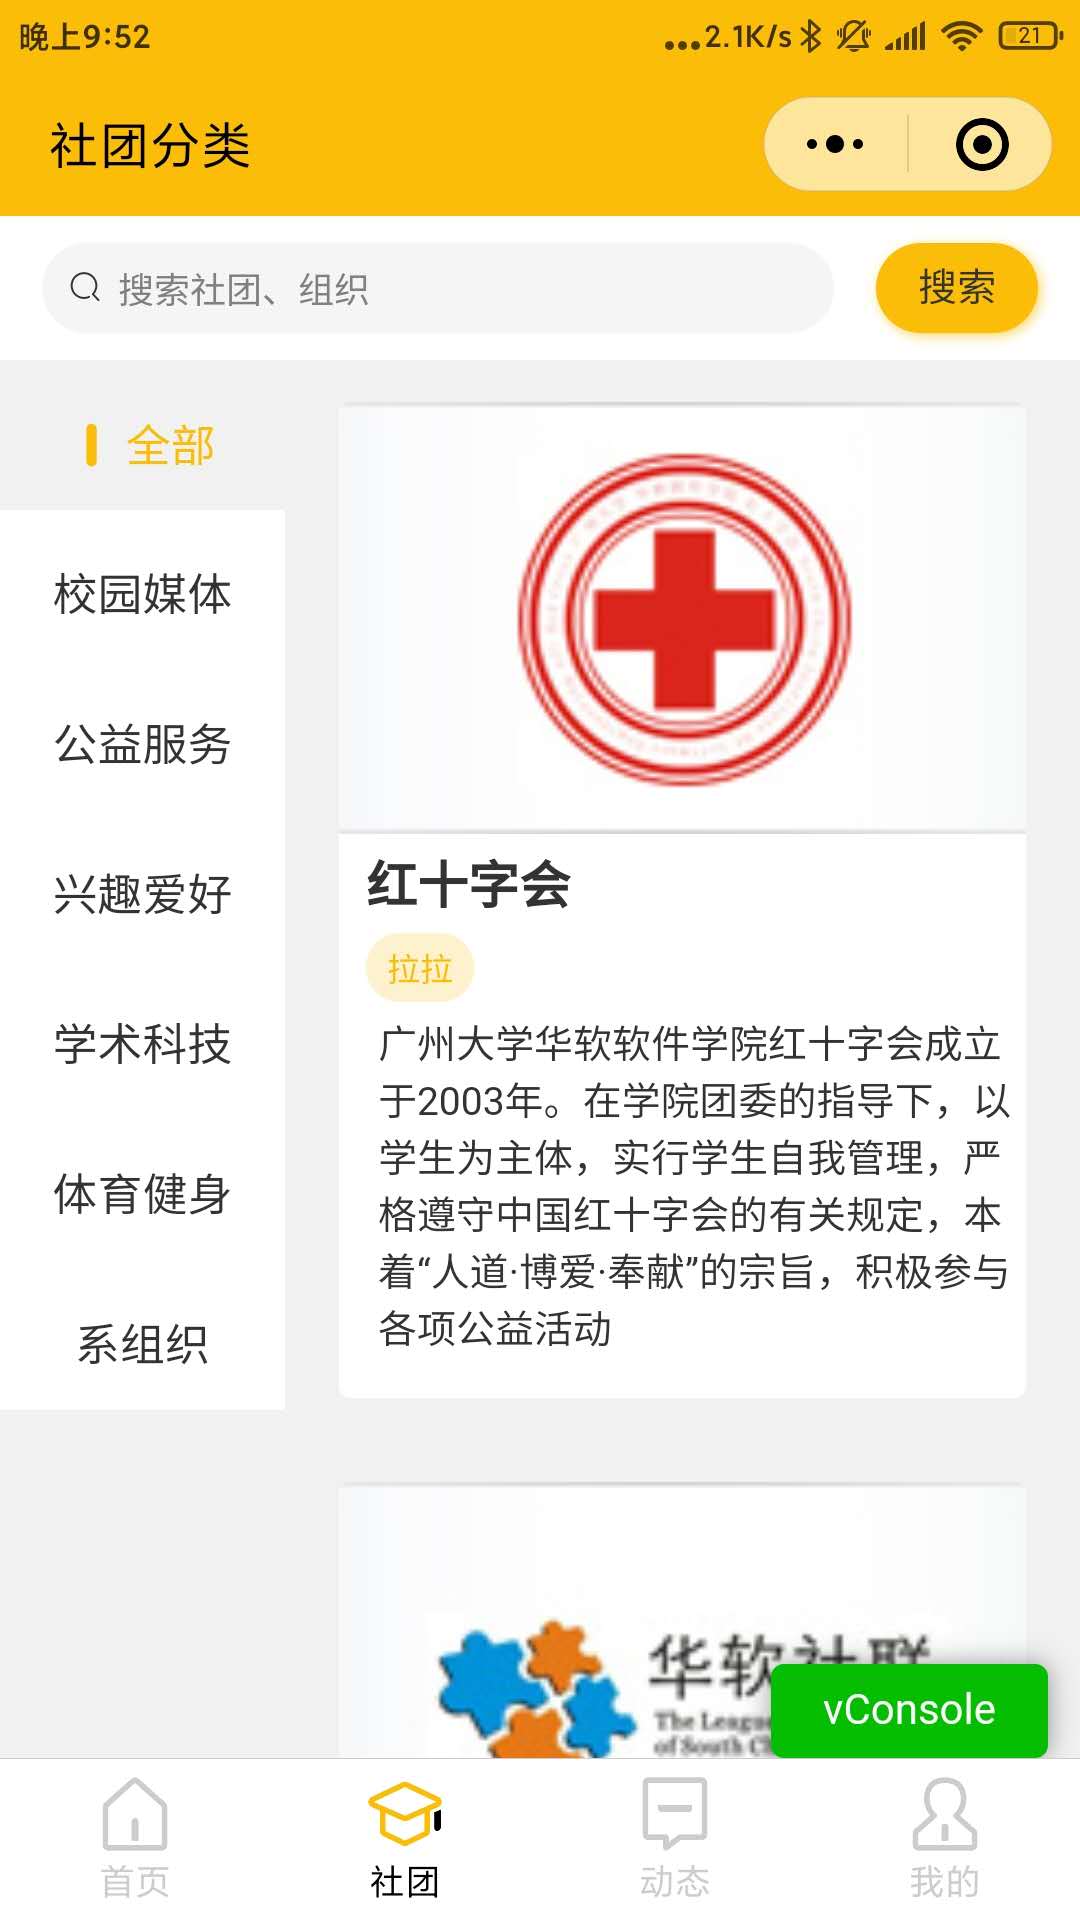 晚上9:52
...2.1K/s
21
社团分类
搜索社团、组织
搜索
全部
校园媒体
公益服务
兴趣爱好
学术科技
体育健身
系组织
红十字会
拉拉
广州大学华软软件学院红十字会成立
于2003年。在学院团委的指导下，以
学生为主体，实行学生自我管理，严
格遵守中国红十字会的有关规定，本
着“人道·博爱·奉献”的宗旨，积极参与
各项公益活动
华软社联
The League
of South
vConsole
首页
社团
动态
我的